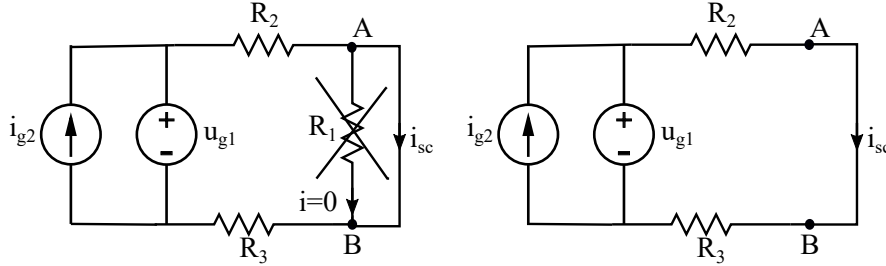 R2
A
ig2
+
-
ug1
R1
isc
i=0
R3
B
R2
A
ig2
+
-
ug1
isc
R3
B